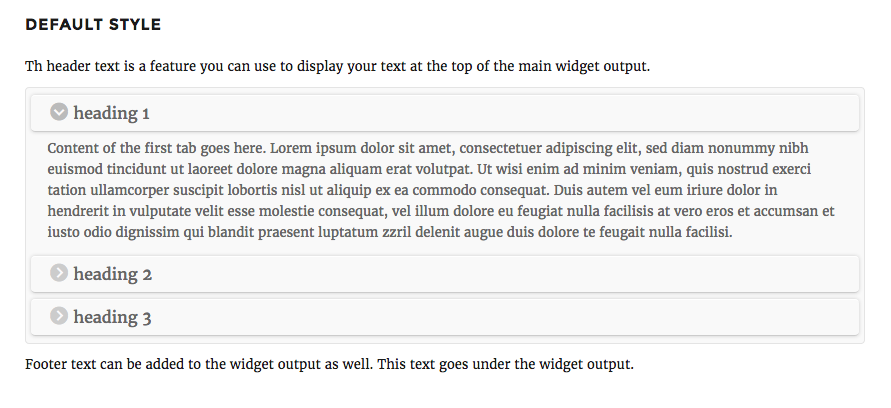 DEFAULT STYLE
Th header text is a feature you can use to display your text at the top of the main widget output.
heading 1
Content of the first tab goes here. Lorem ipsum dolor sit amet, consectetuer adipiscing elit, sed diam nonummy nibh
euismod tincidunt ut laoreet dolore magna aliquam erat volutpat. Ut wisi enim ad minim veniam, quis nostrud exerci
tation ullamcorper suscipit lobortis nisl ut aliquip ex ea commodo consequat. Duis autem vel eum iriure dolor in
hendrerit in vulputate velit esse molestie consequat, vel illum dolore eu feugiat nulla facilisis at vero eros et accumsan et
iusto odio dignissim qui blandit praesent luptatum zzril delenit augue duis dolore te feugait nulla facilisi.
heading 2
heading 3
Footer text can be added to the widget output as well. This text goes under the widget output.